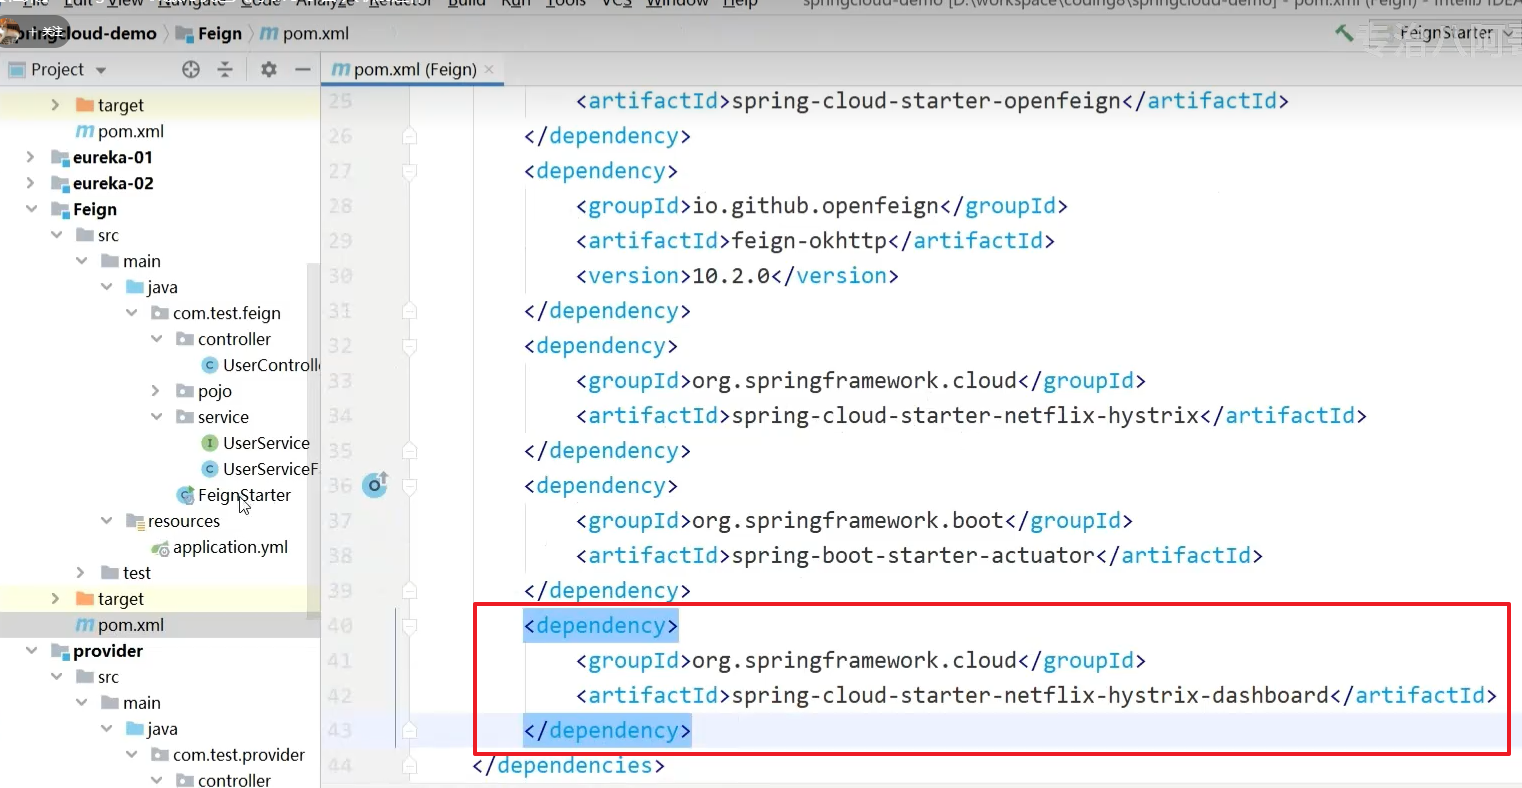 File Edit View Navigate Code Analyze Refactor Build Run Tools VCS Window Help
springcloud-demo [D:\workspace\coding8\springcloud-demo] - pom.xml (Feign) - IntelliJ IDEA
+ 关注
springcloud-demo
Feign
pom.xml
FeignStarter
Project
pom.xml (Feign)
target
pom.xml
eureka-01
eureka-02
Feign
src
main
java
com.test.feign
controller
UserControlle
pojo
service
UserService
UserServiceF
FeignStarter
resources
application.yml
test
target
pom.xml
provider
src
main
java
com.test.provider
controller
25 <artifactId>spring-cloud-starter-openfeign</artifactId>
26 </dependency>
27 <dependency>
28 <groupId>io.github.openfeign</groupId>
29 <artifactId>feign-okhttp</artifactId>
30 <version>10.2.0</version>
31 </dependency>
32 <dependency>
33 <groupId>org.springframework.cloud</groupId>
34 <artifactId>spring-cloud-starter-netflix-hystrix</artifactId>
35 </dependency>
36 <dependency>
37 <groupId>org.springframework.boot</groupId>
38 <artifactId>spring-boot-starter-actuator</artifactId>
39 </dependency>
40 <dependency>
41 <groupId>org.springframework.cloud</groupId>
42 <artifactId>spring-cloud-starter-netflix-hystrix-dashboard</artifactId>
43 </dependency>
44 </dependencies>